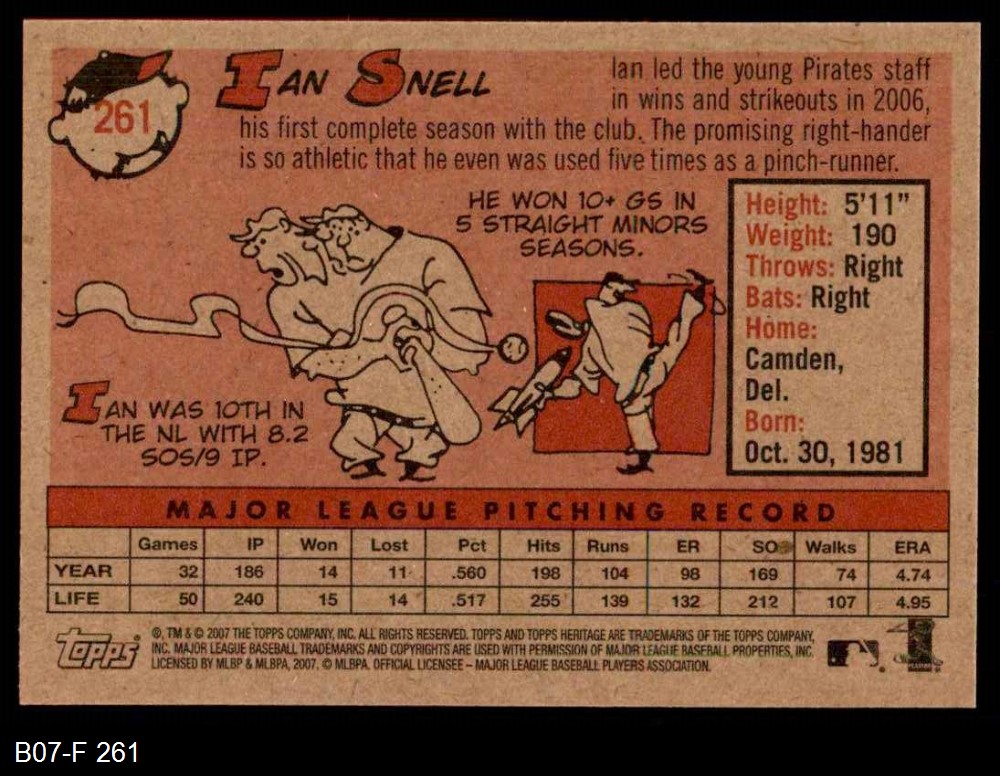 261
IAN SNELL
Ian led the young Pirates staff
in wins and strikeouts in 2006,
his first complete season with the club. The promising right-hander
is so athletic that he even was used five times as a pinch-runner.
HE WON 10+ GS IN
5 STRAIGHT MINORS
SEASONS.
Height: 5'11"
Weight: 190
Throws: Right
Bats: Right
Home:
Camden,
Del.
Born:
Oct. 30, 1981
IAN WAS 10TH IN
THE NL WITH 8.2
SOS/9 IP.
MAJOR LEAGUE PITCHING RECORD
Games IP Won Lost Pct Hits Runs ER SO Walks ERA
YEAR 32 186 14 11 .560 198 104 98 169 74 4.74
LIFE 50 240 15 14 .517 255 139 132 212 107 4.95
Topps
®, TM & © 2007 THE TOPPS COMPANY, INC. ALL RIGHTS RESERVED. TOPPS AND TOPPS HERITAGE ARE TRADEMARKS OF THE TOPPS COMPANY,
INC. MAJOR LEAGUE BASEBALL TRADEMARKS AND COPYRIGHTS ARE USED WITH PERMISSION OF MAJOR LEAGUE BASEBALL PROPERTIES, INC.
LICENSED BY MLBP & MLBPA, 2007. © MLBPA. OFFICIAL LICENSEE – MAJOR LEAGUE BASEBALL PLAYERS ASSOCIATION.
B07-F 261